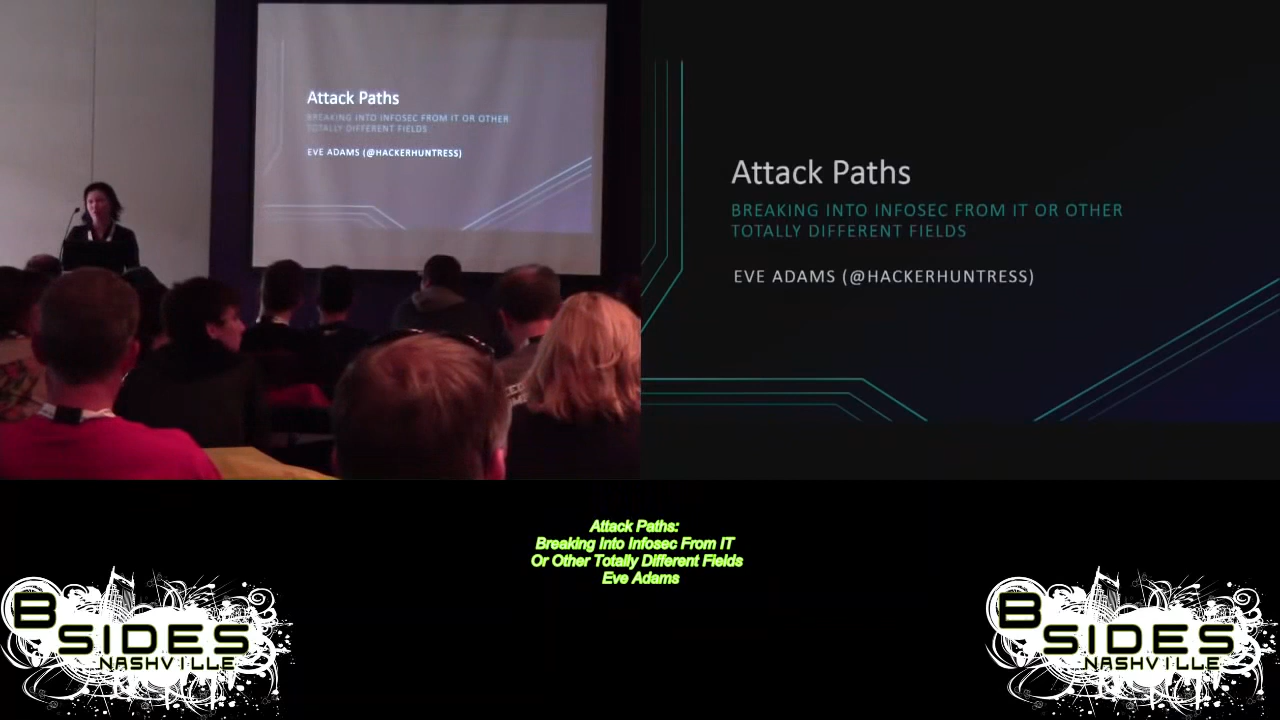 Attack Paths
BREAKING INTO INFOSEC FROM IT OR OTHER
TOTALLY DIFFERENT FIELDS
EVE ADAMS (@HACKERHUNTRESS)
Attack Paths
BREAKING INTO INFOSEC FROM IT OR OTHER
TOTALLY DIFFERENT FIELDS
EVE ADAMS (@HACKERHUNTRESS)
Attack Paths:
Breaking Into Infosec From IT
Or Other Totally Different Fields
Eve Adams
B
SIDES
NASHVILLE
B
SIDES
NASHVILLE